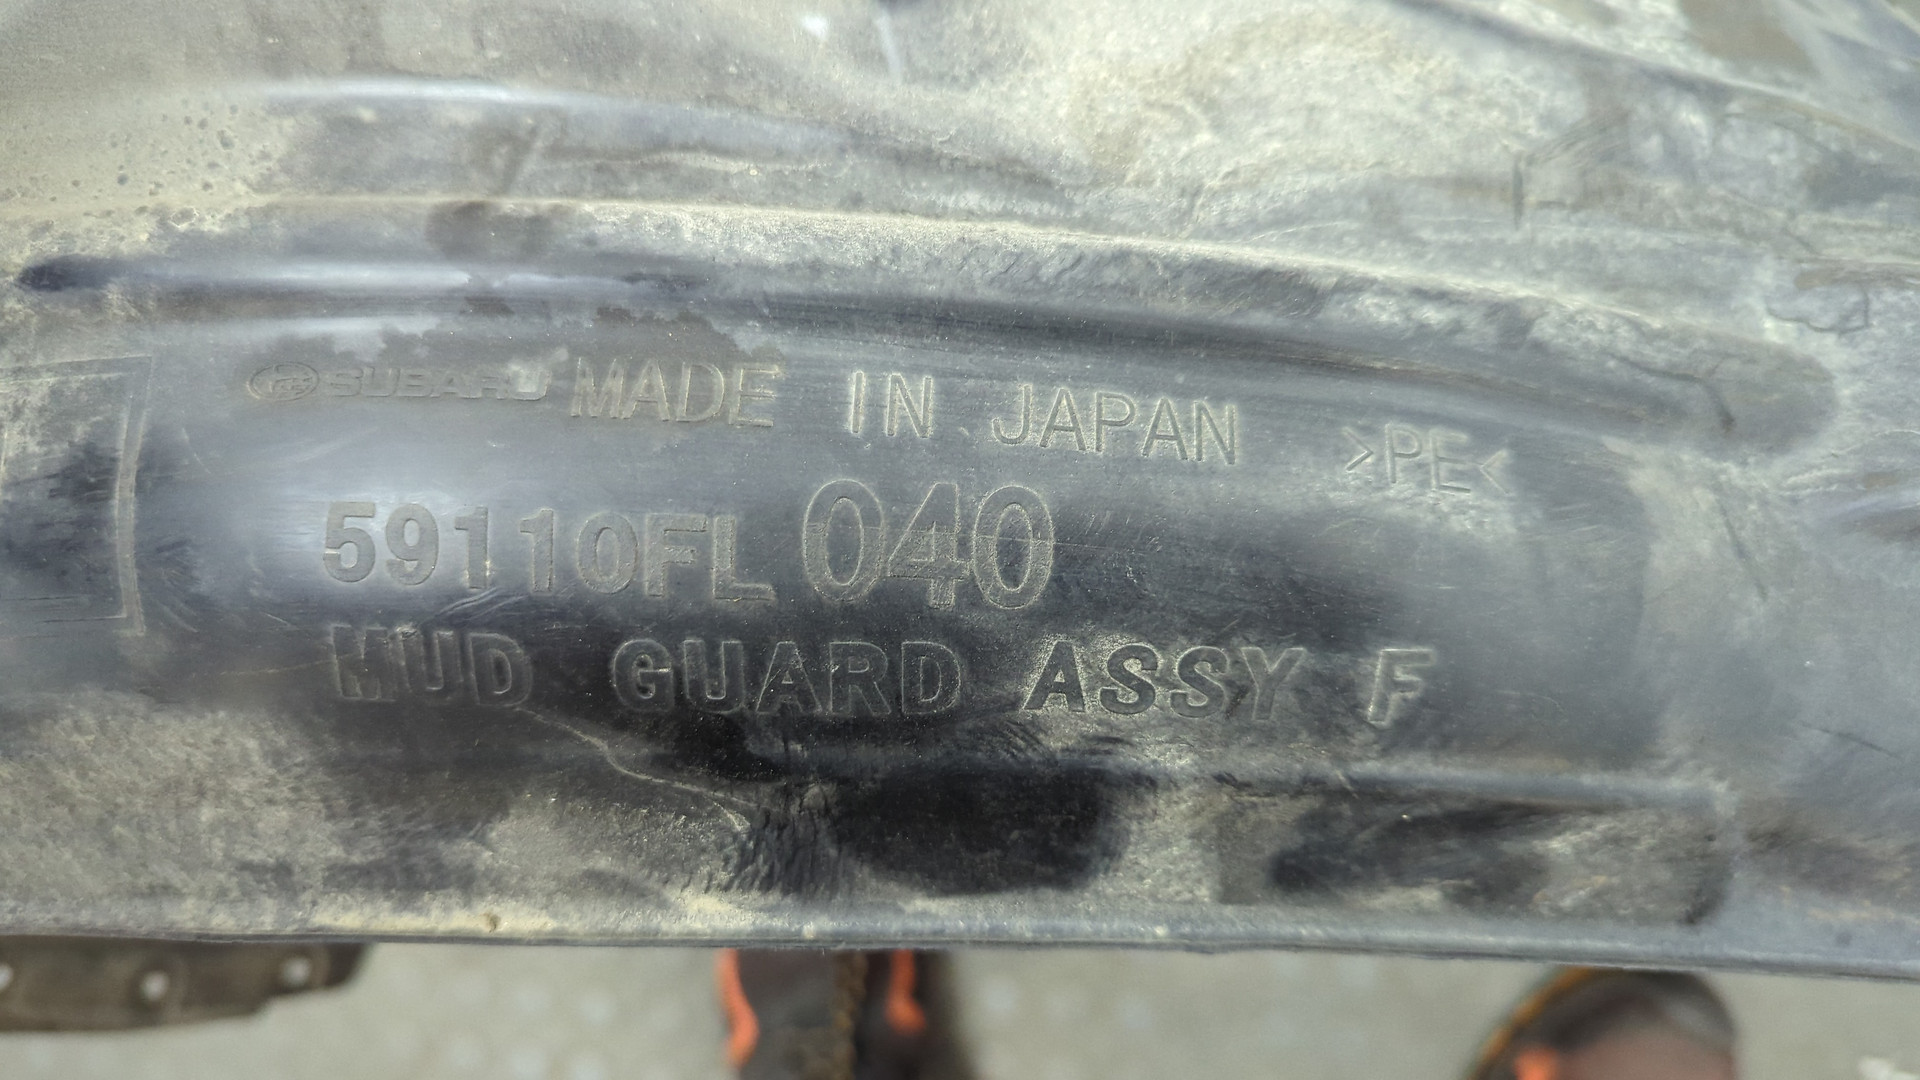 SUBARU MADE IN JAPAN >PE<
59110FL040
MUD GUARD ASSY F